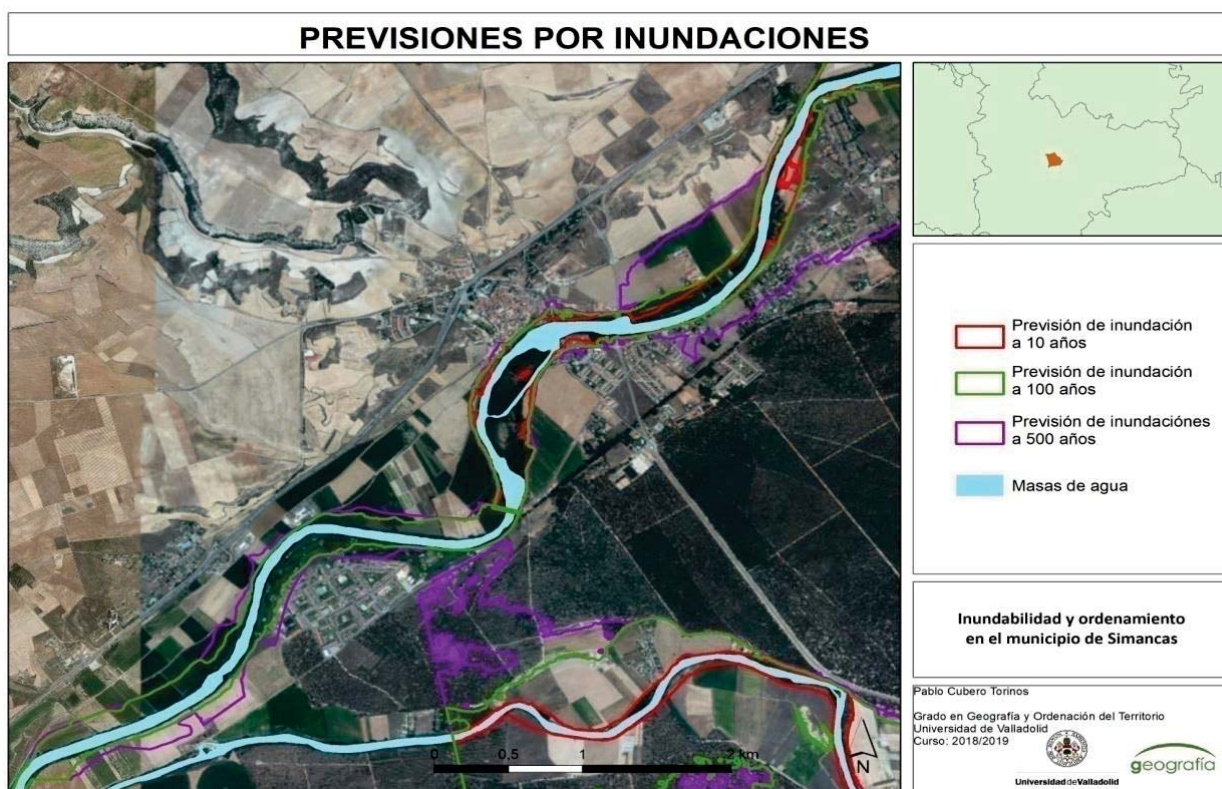 PREVISIONES POR INUNDACIONES
Previsión de inundación
a 10 años
Previsión de inundación
a 100 años
Previsión de inundaciónes
a 500 años
Masas de agua
0
0,5
1
2 km
N
Inundabilidad y ordenamiento
en el municipio de Simancas
Pablo Cubero Torinos
Grado en Geografía y Ordenación del Territorio
Universidad de Valladolid
Curso: 2018/2019
Universidad de Valladolid
geografía